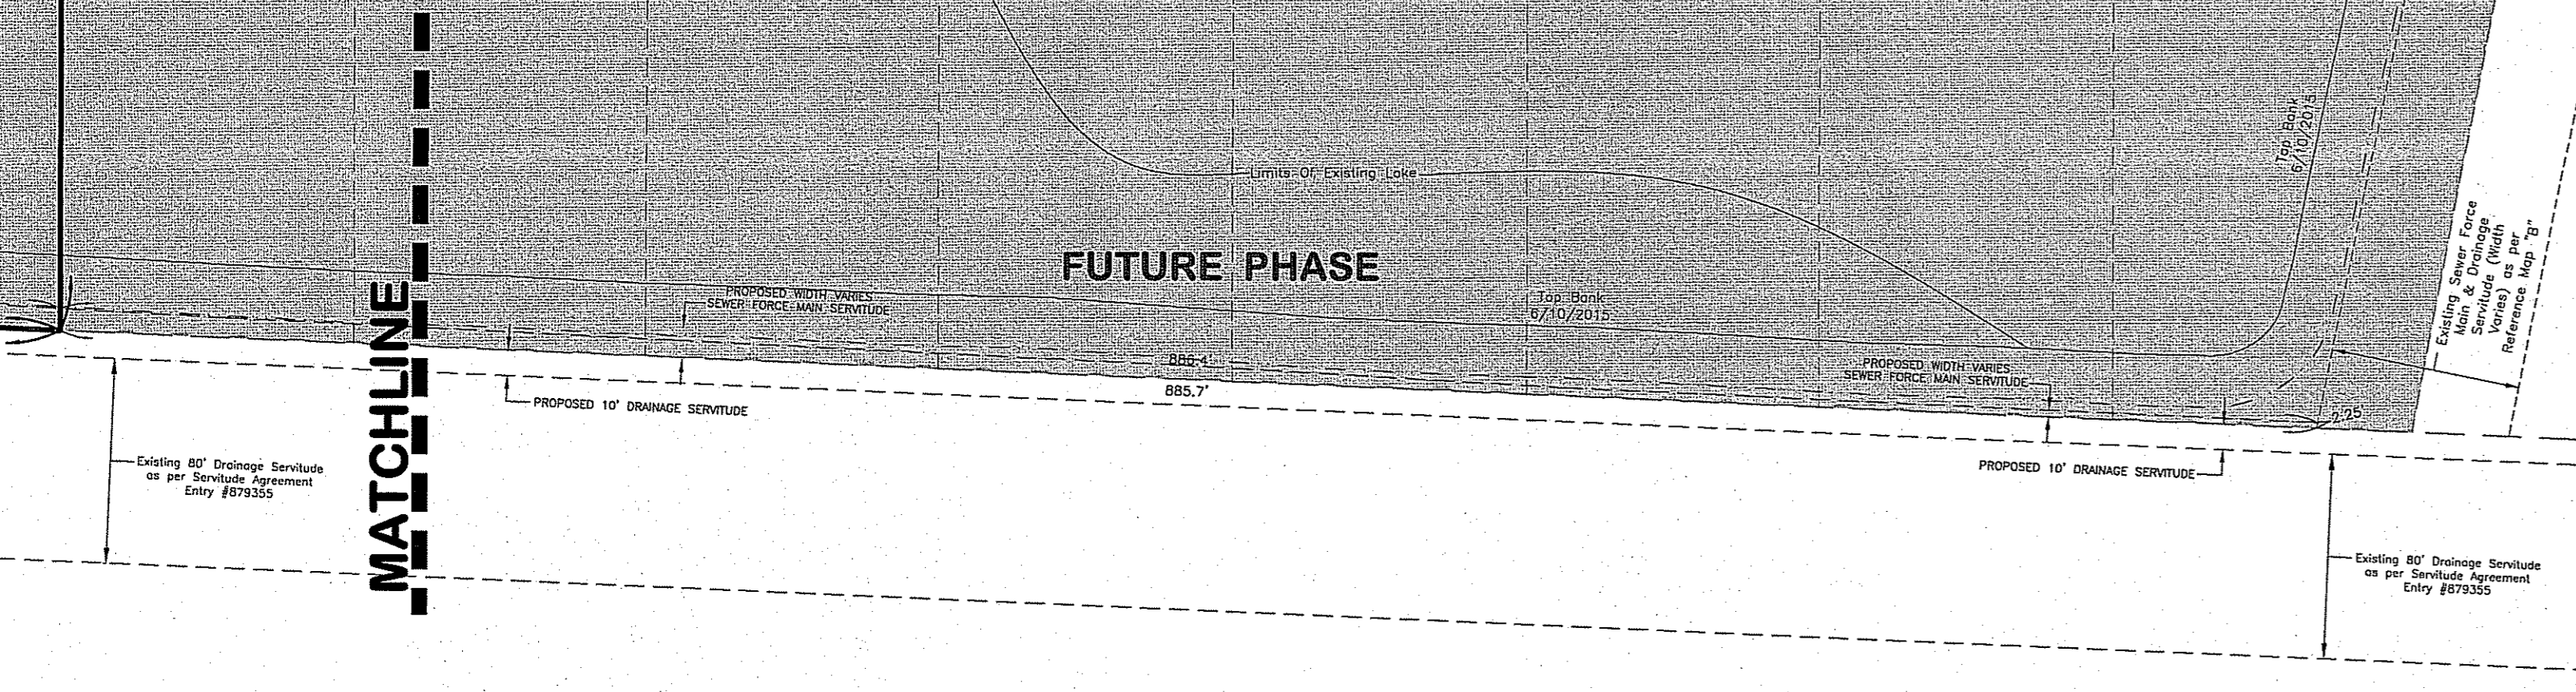 Top Bank
6/10/2015
Limits Of Existing Lake
FUTURE PHASE
Existing Sewer Force
Main & Drainage
Servitude (Width
Varies) as per
Reference Map "B"
MATCHLINE
PROPOSED WIDTH VARIES
SEWER FORCE MAIN SERVITUDE
Top Bank
6/10/2015
886.4'
885.7'
PROPOSED WIDTH VARIES
SEWER FORCE MAIN SERVITUDE
PROPOSED 10' DRAINAGE SERVITUDE
2.25
Existing 80' Drainage Servitude
as per Servitude Agreement
Entry #879355
PROPOSED 10' DRAINAGE SERVITUDE
Existing 80' Drainage Servitude
as per Servitude Agreement
Entry #879355